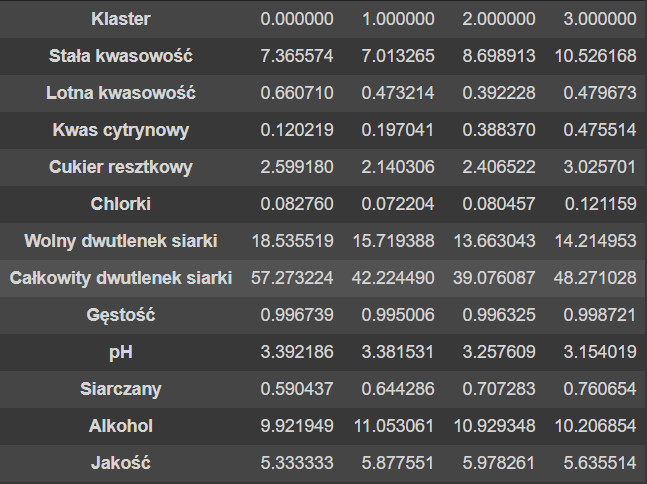 Klaster 0.000000 1.000000 2.000000 3.000000
Stała kwasowość 7.365574 7.013265 8.698913 10.526168
Lotna kwasowość 0.660710 0.473214 0.392228 0.479673
Kwas cytrynowy 0.120219 0.197041 0.388370 0.475514
Cukier resztkowy 2.599180 2.140306 2.406522 3.025701
Chlorki 0.082760 0.072204 0.080457 0.121159
Wolny dwutlenek siarki 18.535519 15.719388 13.663043 14.214953
Całkowity dwutlenek siarki 57.273224 42.224490 39.076087 48.271028
Gęstość 0.996739 0.995006 0.996325 0.998721
pH 3.392186 3.381531 3.257609 3.154019
Siarczany 0.590437 0.644286 0.707283 0.760654
Alkohol 9.921949 11.053061 10.929348 10.206854
Jakość 5.333333 5.877551 5.978261 5.635514